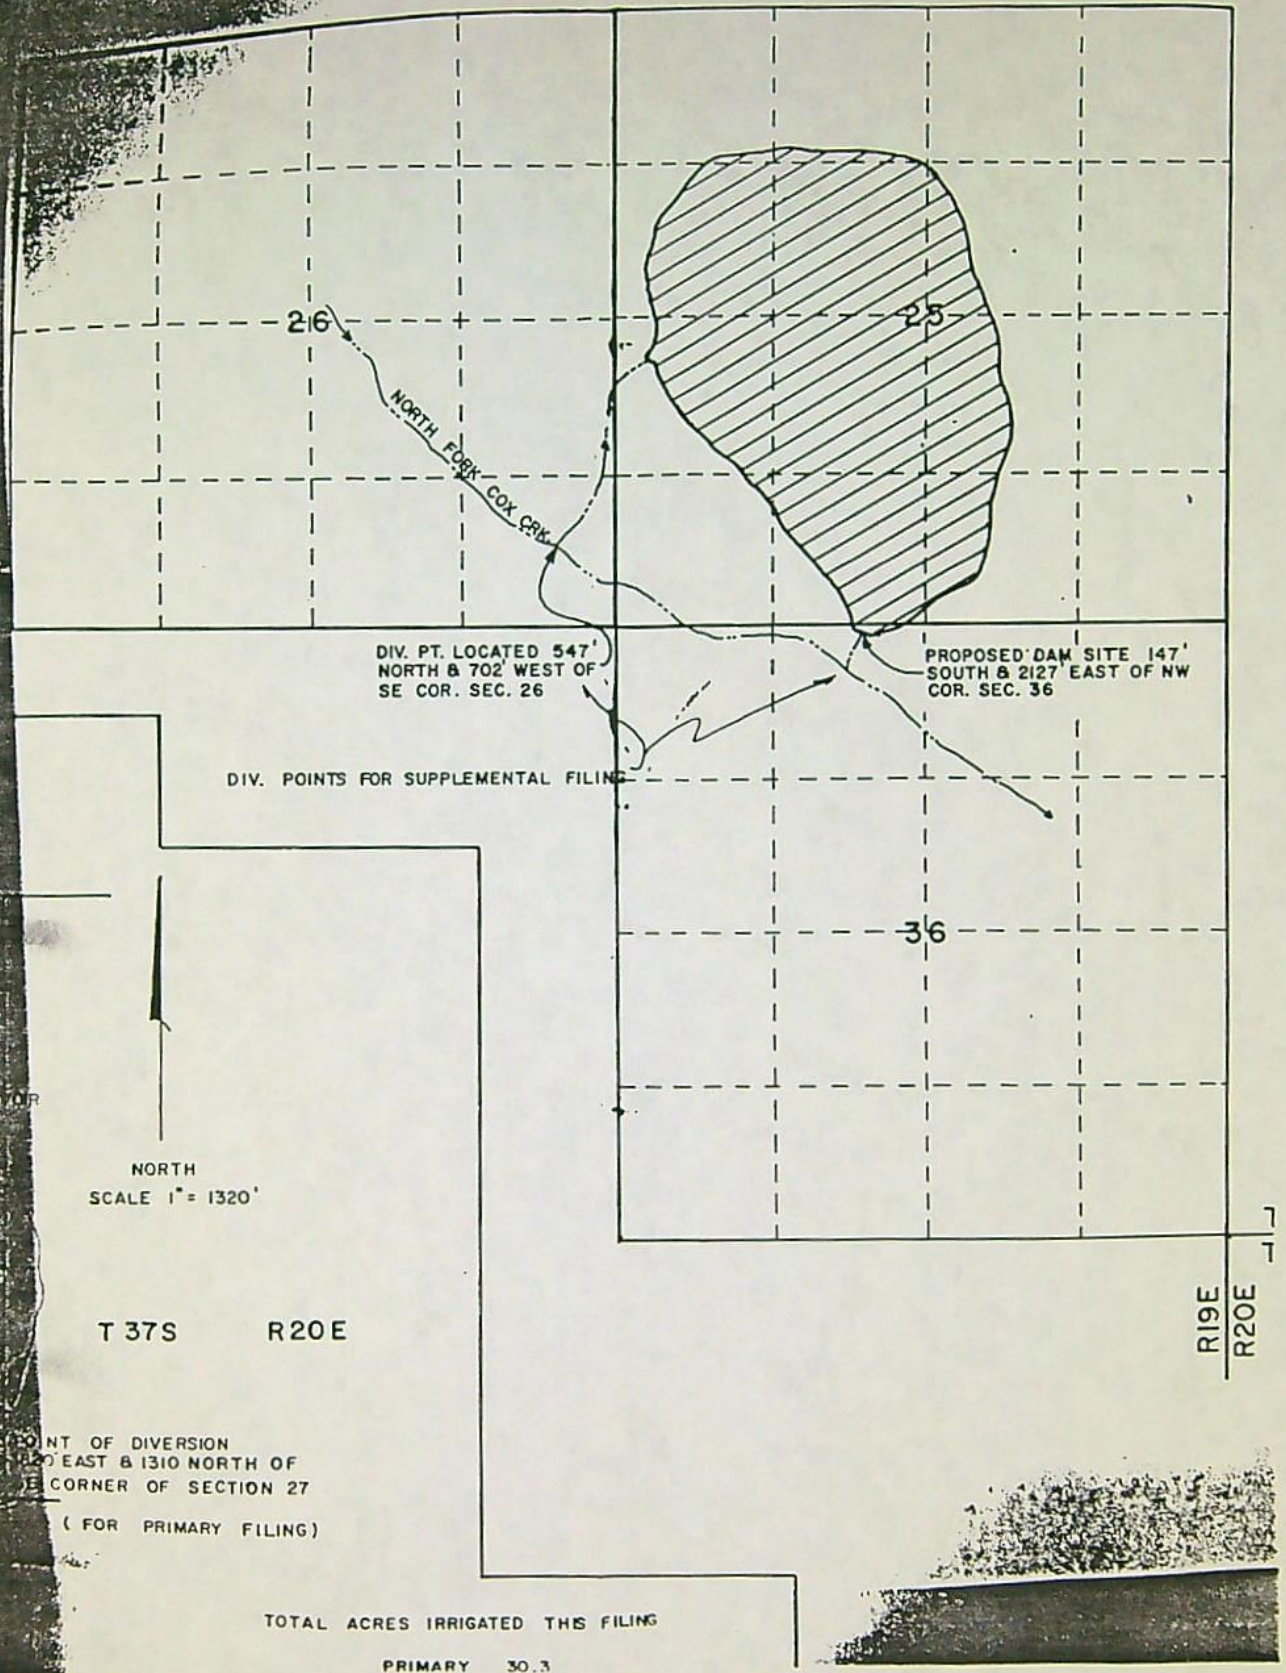 26
25
NORTH FORK COX CRK.
DIV. PT. LOCATED 547'
NORTH & 702' WEST OF
SE COR. SEC. 26
PROPOSED DAM SITE 147'
SOUTH & 2127' EAST OF NW
COR. SEC. 36
DIV. POINTS FOR SUPPLEMENTAL FILING
36
NORTH
SCALE 1" = 1320'
T 37S R20E
R19E
R20E
OINT OF DIVERSION
EAST & 1310 NORTH OF
CORNER OF SECTION 27
( FOR PRIMARY FILING)
TOTAL ACRES IRRIGATED THIS FILING
PRIMARY 30.3